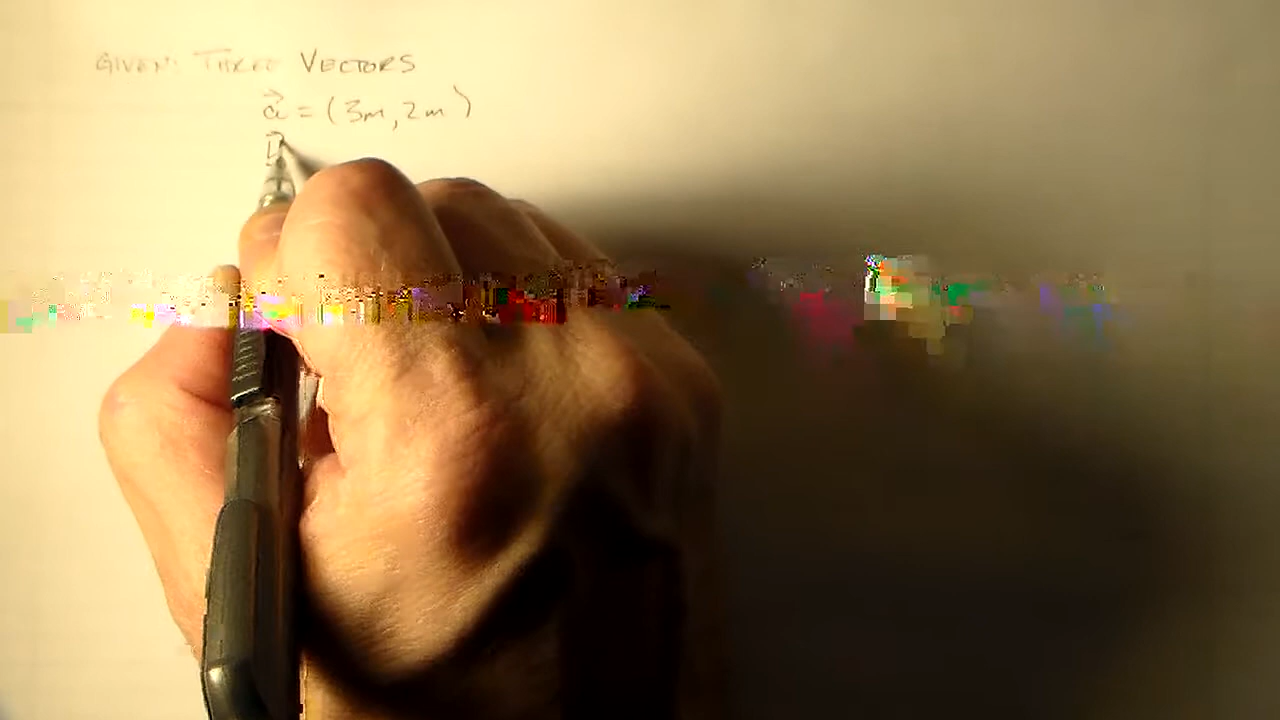 GIVEN: THREE VECTORS
a⃗ = (3m, 2m)